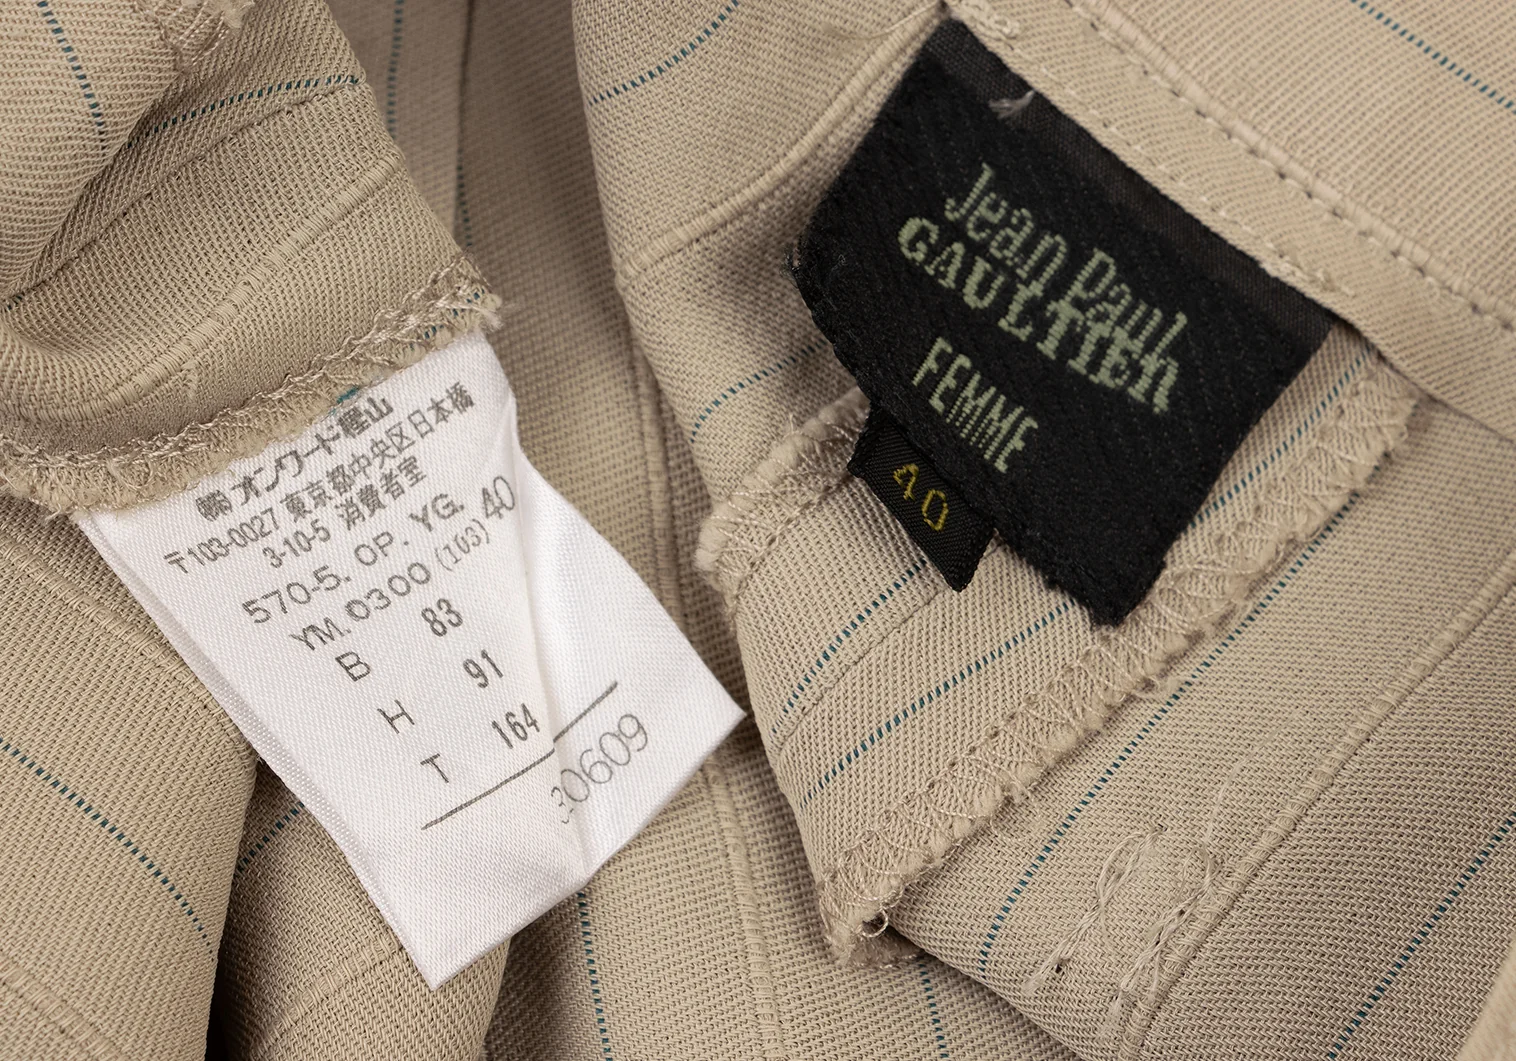 ㈱オンワード樫山
〒103-0027 東京都中央区日本橋
3-10-5 消費者室
570-5. OP. YG. 40
YM. 0300 (103)
B 83
H 91
T 164
30609
Jean Paul
GAULTIER
FEMME
40